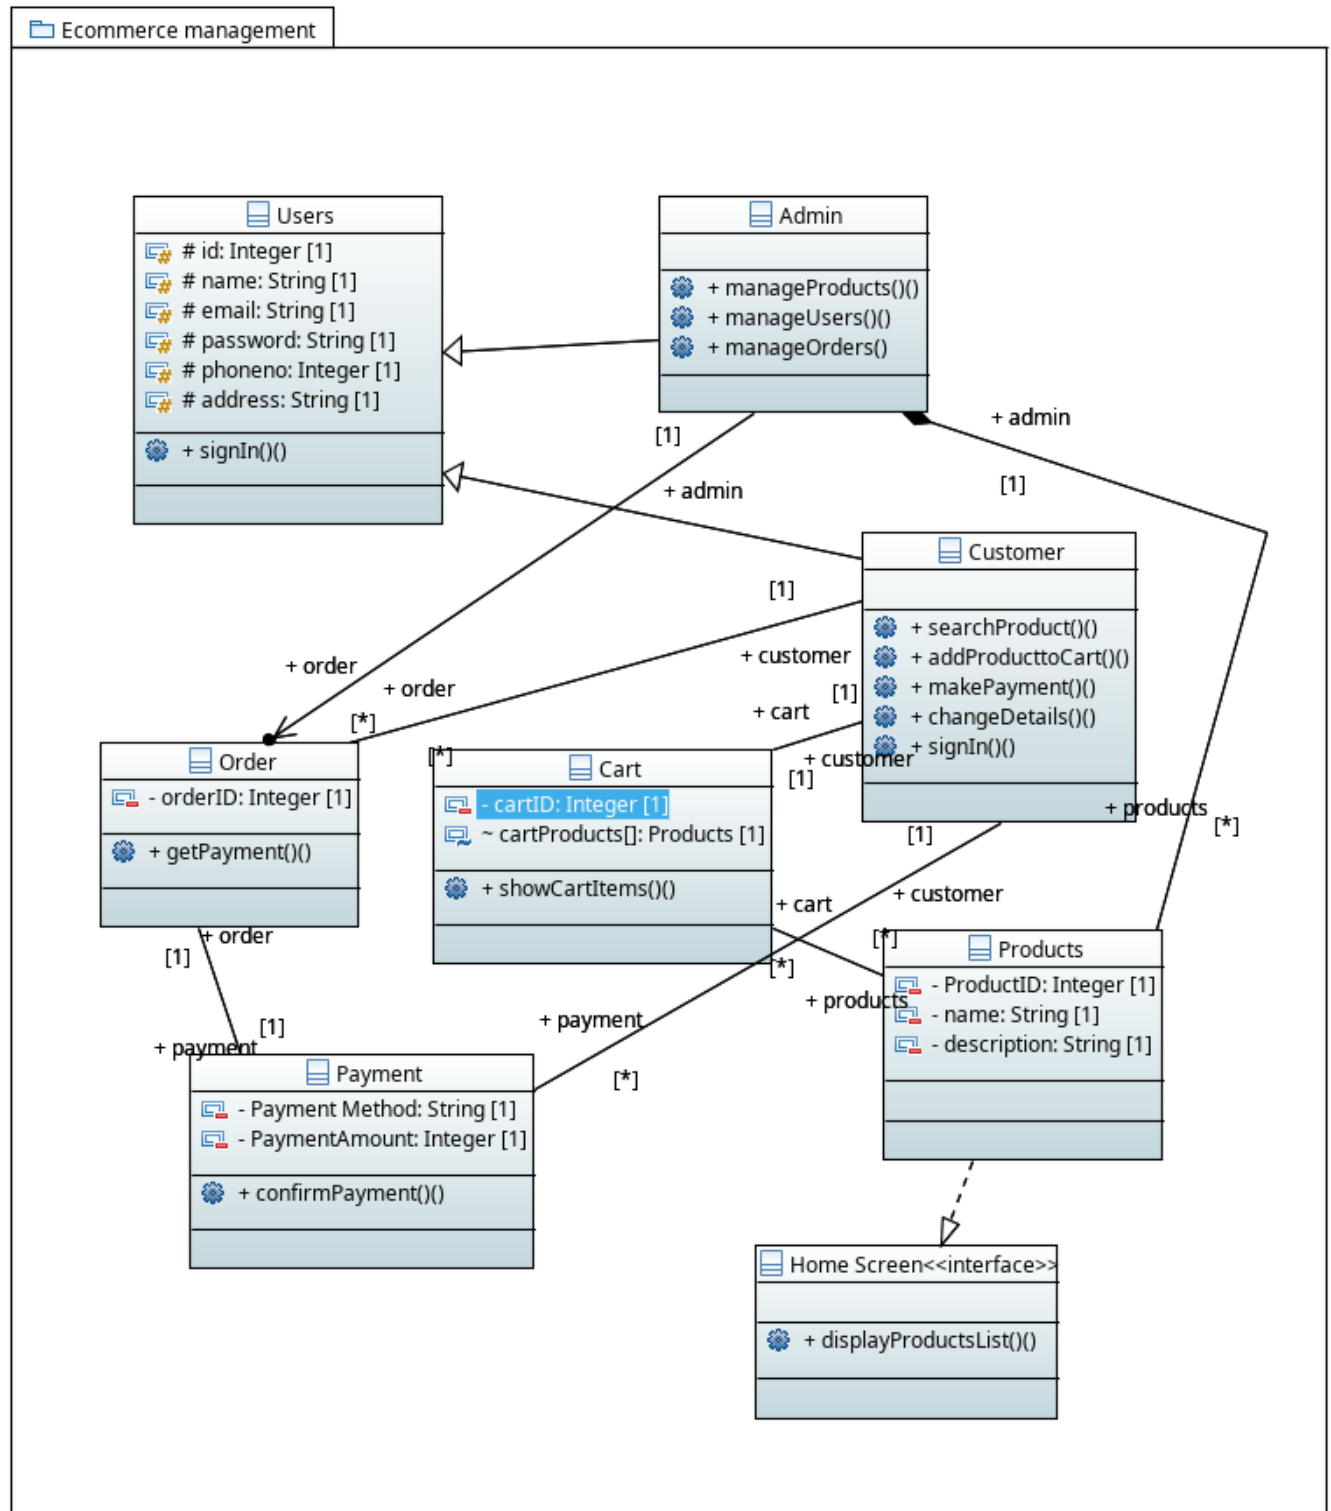 Ecommerce management
Users
# id: Integer [1]
# name: String [1]
# email: String [1]
# password: String [1]
# phoneno: Integer [1]
# address: String [1]
+ signIn()()
Admin
+ manageProducts()()
+ manageUsers()()
+ manageOrders()
[1]
+ admin
+ admin
[1]
Customer
+ searchProduct()()
+ addProducttoCart()()
+ makePayment()()
+ changeDetails()()
+ signIn()()
[1]
+ customer
+ order
+ order
[*]
[1]
+ cart
+ customer
[1]
[*]
+ products
[*]
Order
- orderID: Integer [1]
+ getPayment()()
Cart
- cartID: Integer [1]
~ cartProducts[]: Products [1]
+ showCartItems()()
[1]
+ customer
+ cart
[*]
[*]
+ products
+ order
[1]
[1]
+ payment
+ payment
[*]
Products
- ProductID: Integer [1]
- name: String [1]
- description: String [1]
Payment
- Payment Method: String [1]
- PaymentAmount: Integer [1]
+ confirmPayment()()
Home Screen<<interface>>
+ displayProductsList()()